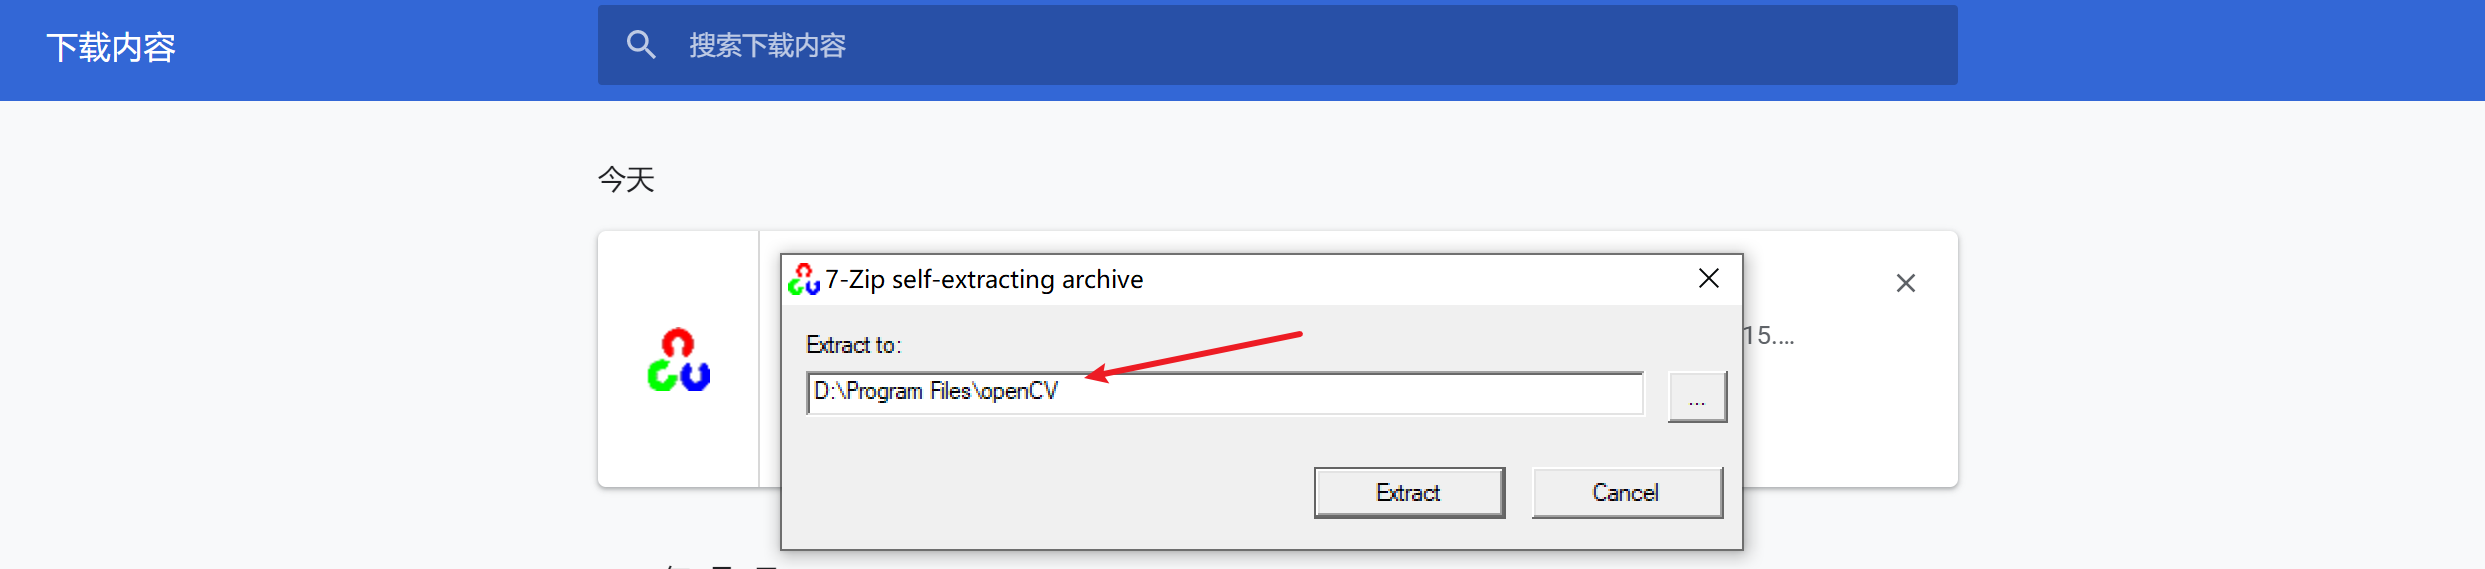 下载内容
搜索下载内容
今天
7-Zip self-extracting archive
Extract to:
15....
D:\Program Files\openCV
...
Extract
Cancel